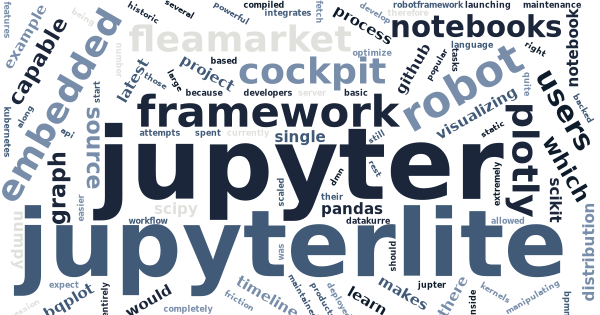 features
example
capable
being
historic
several
powerful
compiled
integrates
fetch
process
develop
therefore
robotframework
launching
maintenance
notebooks
notebook
fleamarket
number
latest
those
large
project
based
cockpit
optimize
github
popular
tasks
language
right
embedded
start
because
developers
server
basic
robot
quite
users
backed
kubernetes
along
api
source
framework
visualizing
which
attempts
spent
currently
single
still
static
plotly
jupyter
graph
easier
scaled
dmn
rest
their
extremely
scikit
scipy
pandas
datakurre
numpy
workflow
allowed
distribution
jupyterlite
was
should
expect
bqplot
entirely
would
completely
friction
timeline
maintained
products
deployed
learn
makes
jupter
there
inside
kernels
manipulating
bpmn